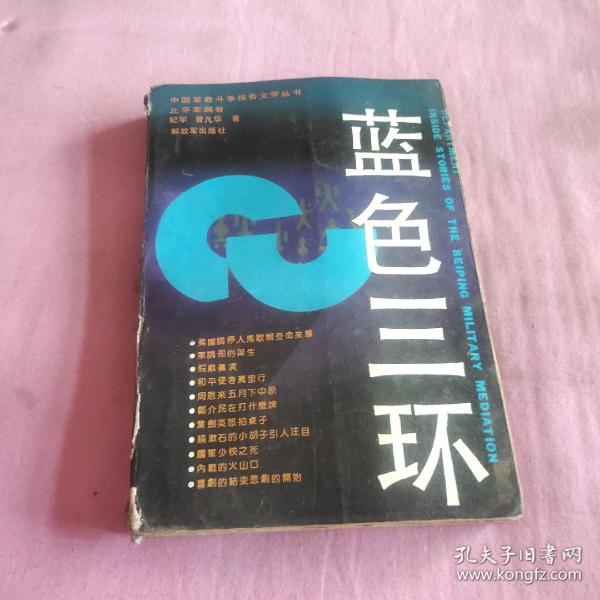 中国革命斗争报告文学丛书
北平军调卷
纪学 曾凡华 著
解放军出版社
蓝色三环
DEPARTMENT
INSIDE STORIES OF THE BEIPING MILITARY MEDIATION
●美國調停人馬歇爾受命來華
●軍調部的誕生
●假戲真演
●和平使者萬里行
●周恩來五月下中原
●鄭介民在打什麼牌
●葉劍英怒拍桌子
●饒漱石的小胡子引人注目
●國軍少校之死
●內戰的火山口
●喜劇的結束悲劇的開始
孔夫子旧书网
www.kongfz.com